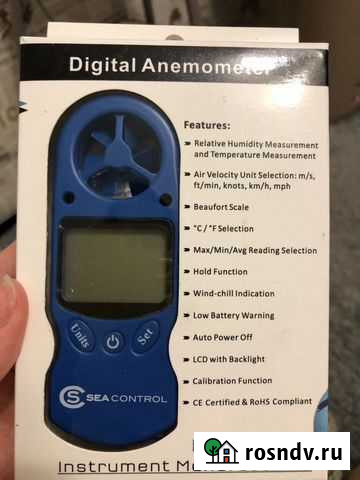 Digital Anemometer
Features:
Relative Humidity Measurement
and Temperature Measurement
Air Velocity Unit Selection: m/s,
ft/min, knots, km/h, mph
Beaufort Scale
°C / °F Selection
Max/Min/Avg Reading Selection
Hold Function
Wind-chill Indication
Low Battery Warning
Auto Power Off
LCD with Backlight
Calibration Function
CE Certified & RoHS Compliant
Units
Set
CS SEA CONTROL
Instrument
rosndv.ru